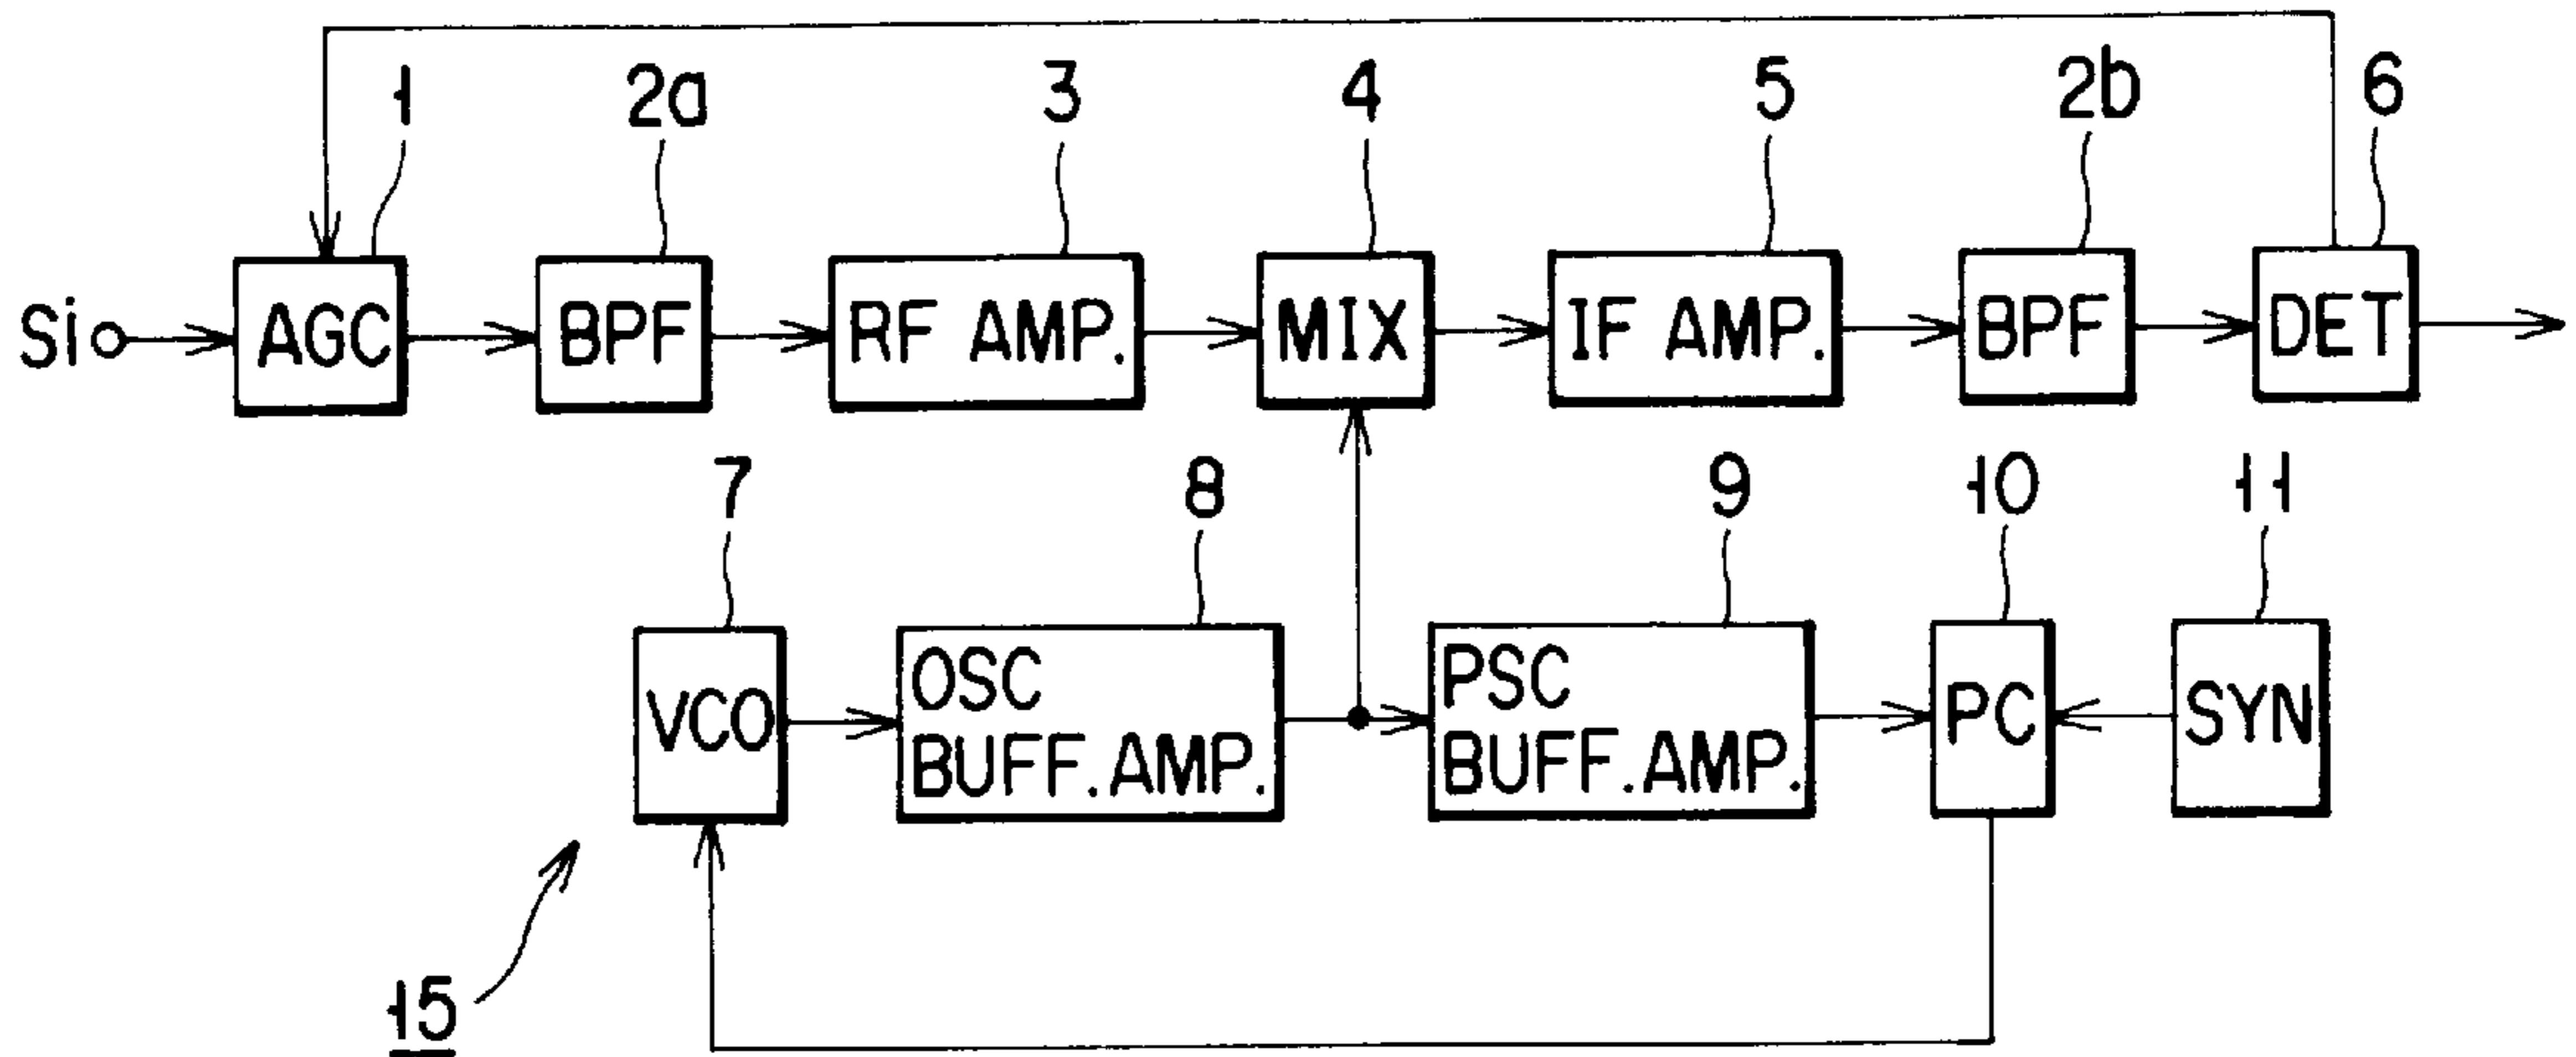 1
2a
3
4
5
2b
6
Si
AGC
BPF
RF AMP.
MIX
IF AMP.
BPF
DET
7
8
9
10
11
VCO
OSC
BUFF. AMP.
PSC
BUFF. AMP.
PC
SYN
15